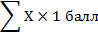 ∑ X × 1 балл